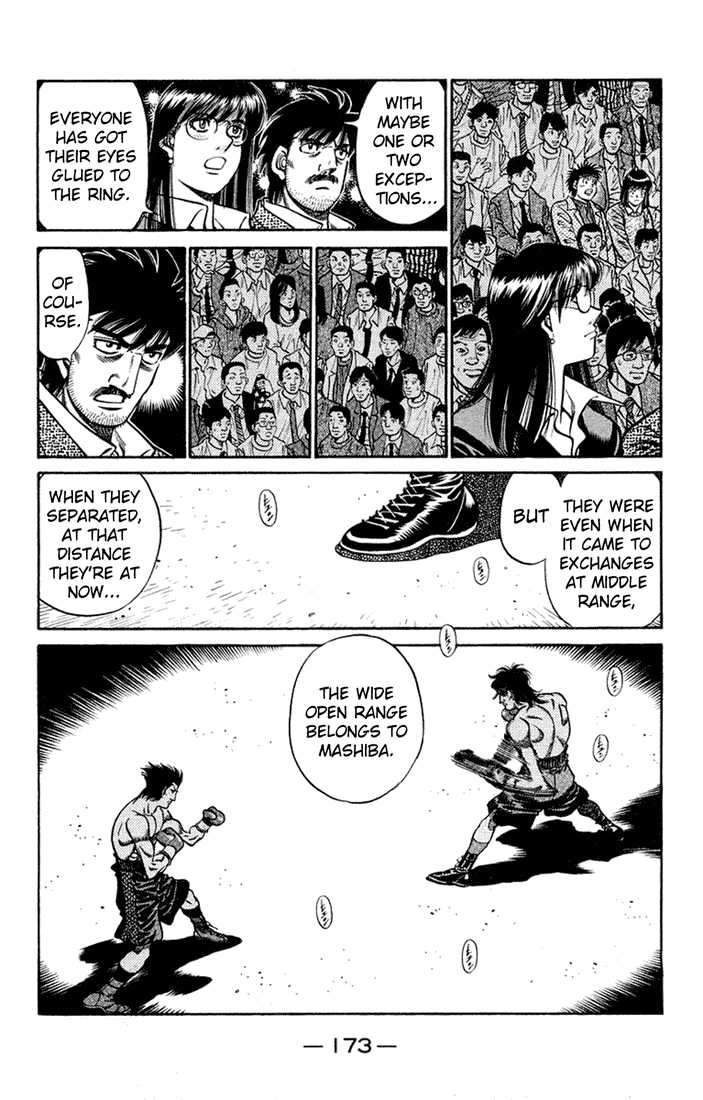 WITH
MAYBE
ONE OR
TWO
EXCEP-
TIONS...
EVERYONE
HAS GOT
THEIR EYES
GLUED TO
THE RING.
OF
COU-
RSE.
THEY WERE
EVEN WHEN
IT CAME TO
EXCHANGES
AT MIDDLE
RANGE,
BUT
WHEN THEY
SEPARATED,
AT THAT
DISTANCE
THEY'RE AT
NOW...
THE WIDE
OPEN RANGE
BELONGS TO
MASHIBA.
— 173 —